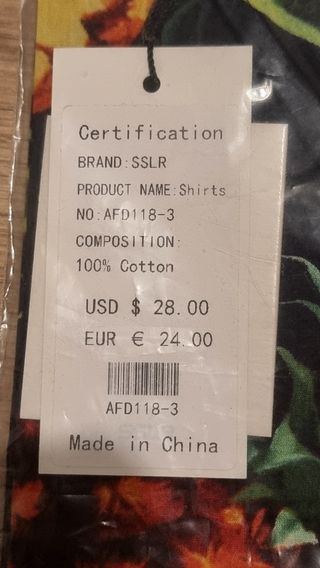 Certification
BRAND:SSLR
PRODUCT NAME:Shirts
NO:AFD118-3
COMPOSITION:
100% Cotton
USD $ 28.00
EUR € 24.00
AFD118-3
Made in China